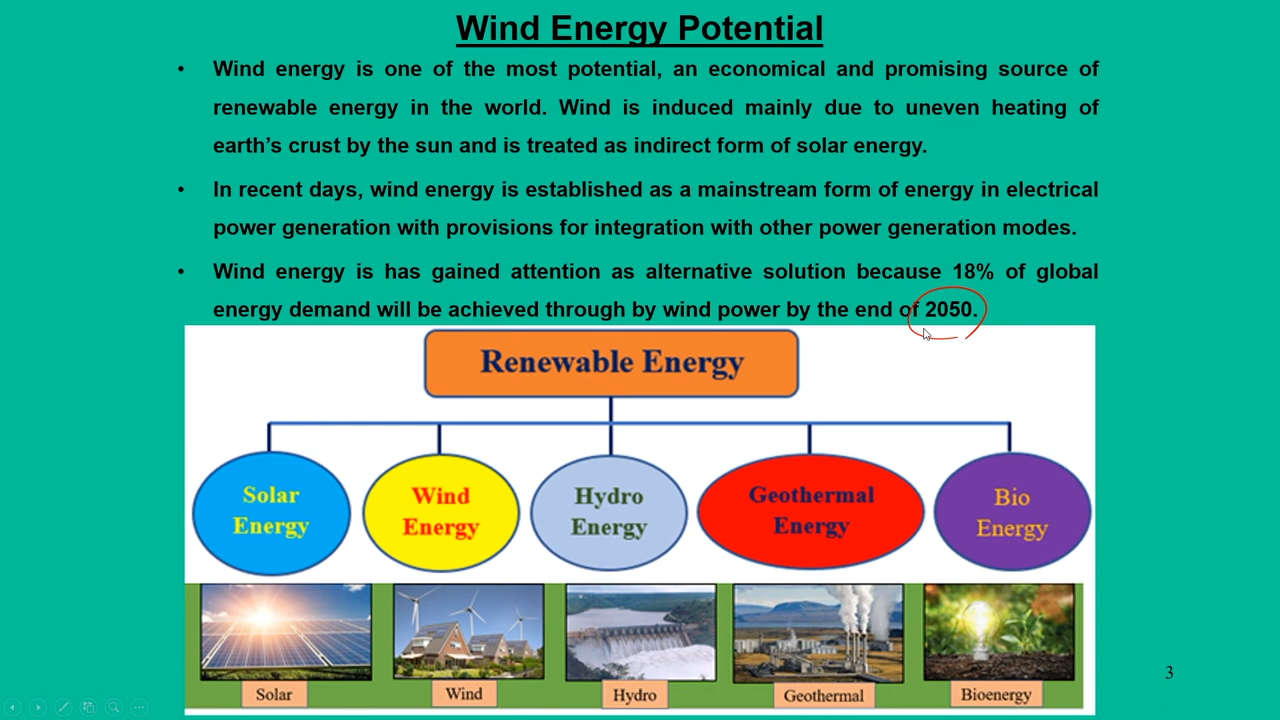 Wind Energy Potential
• Wind energy is one of the most potential, an economical and promising source of
renewable energy in the world. Wind is induced mainly due to uneven heating of
earth’s crust by the sun and is treated as indirect form of solar energy.
• In recent days, wind energy is established as a mainstream form of energy in electrical
power generation with provisions for integration with other power generation modes.
• Wind energy is has gained attention as alternative solution because 18% of global
energy demand will be achieved through by wind power by the end of 2050.
Renewable Energy
Solar
Energy
Wind
Energy
Hydro
Energy
Geothermal
Energy
Bio
Energy
Solar
Wind
Hydro
Geothermal
Bioenergy
3